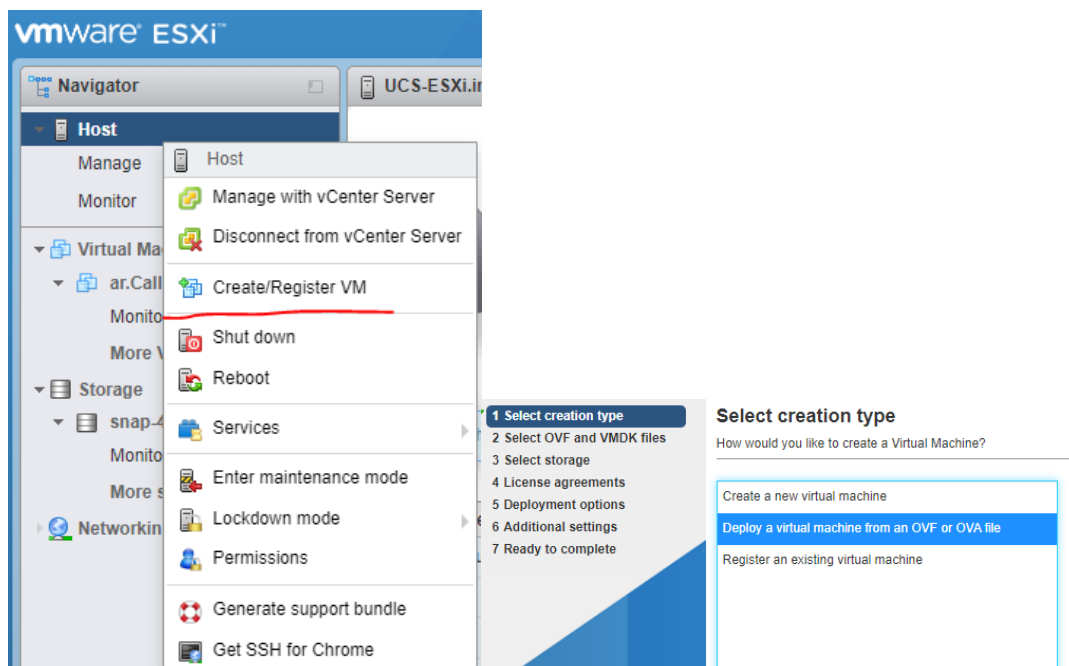 vmware® ESXi™
Navigator
UCS-ESXi.in
Host
Manage
Monitor
Host
Manage with vCenter Server
Disconnect from vCenter Server
Create/Register VM
Shut down
Reboot
Services
Enter maintenance mode
Lockdown mode
Permissions
Generate support bundle
Get SSH for Chrome
Virtual Ma
ar.Call
Monito
More V
Storage
snap-4
Monito
More s
Networkin
1 Select creation type
2 Select OVF and VMDK files
3 Select storage
4 License agreements
5 Deployment options
6 Additional settings
7 Ready to complete
Select creation type
How would you like to create a Virtual Machine?
Create a new virtual machine
Deploy a virtual machine from an OVF or OVA file
Register an existing virtual machine